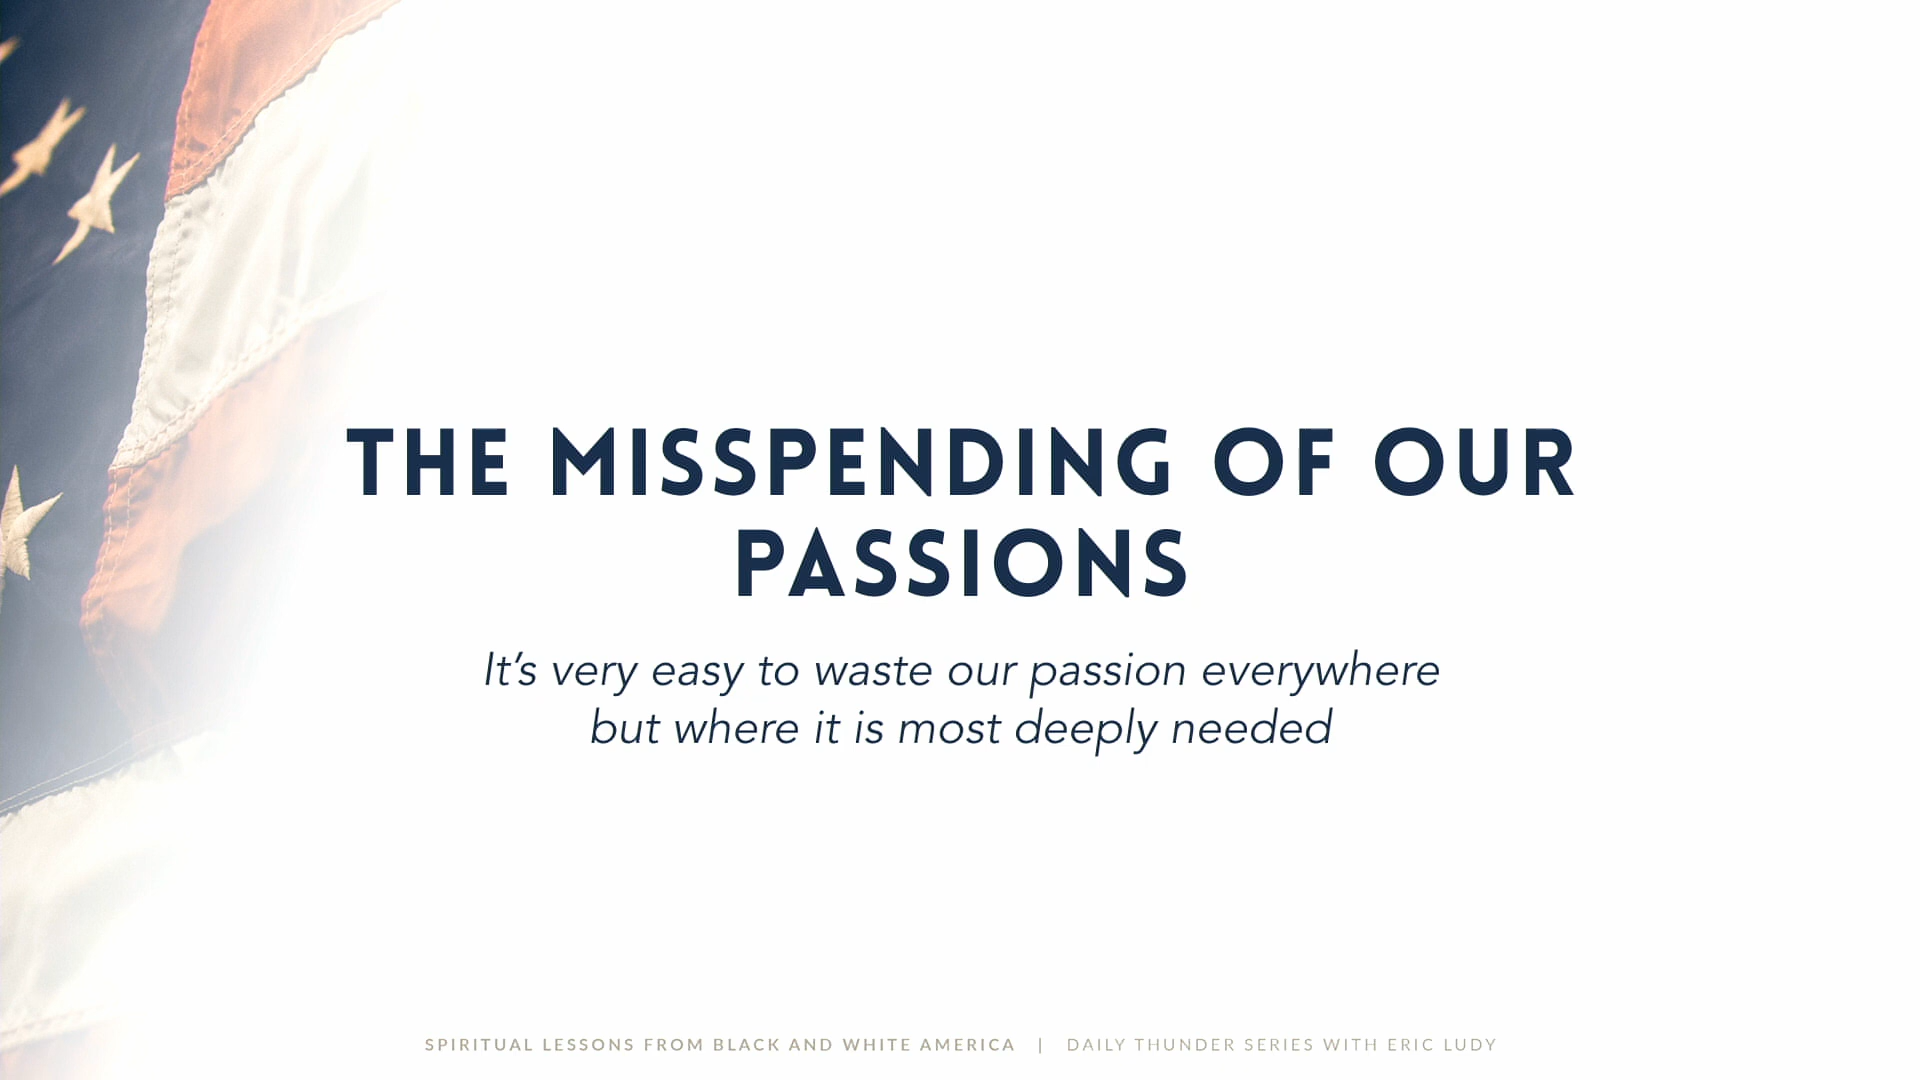 THE MISSPENDING OF OUR
PASSIONS
It’s very easy to waste our passion everywhere
but where it is most deeply needed
SPIRITUAL LESSONS FROM BLACK AND WHITE AMERICA | DAILY THUNDER SERIES WITH ERIC LUDY